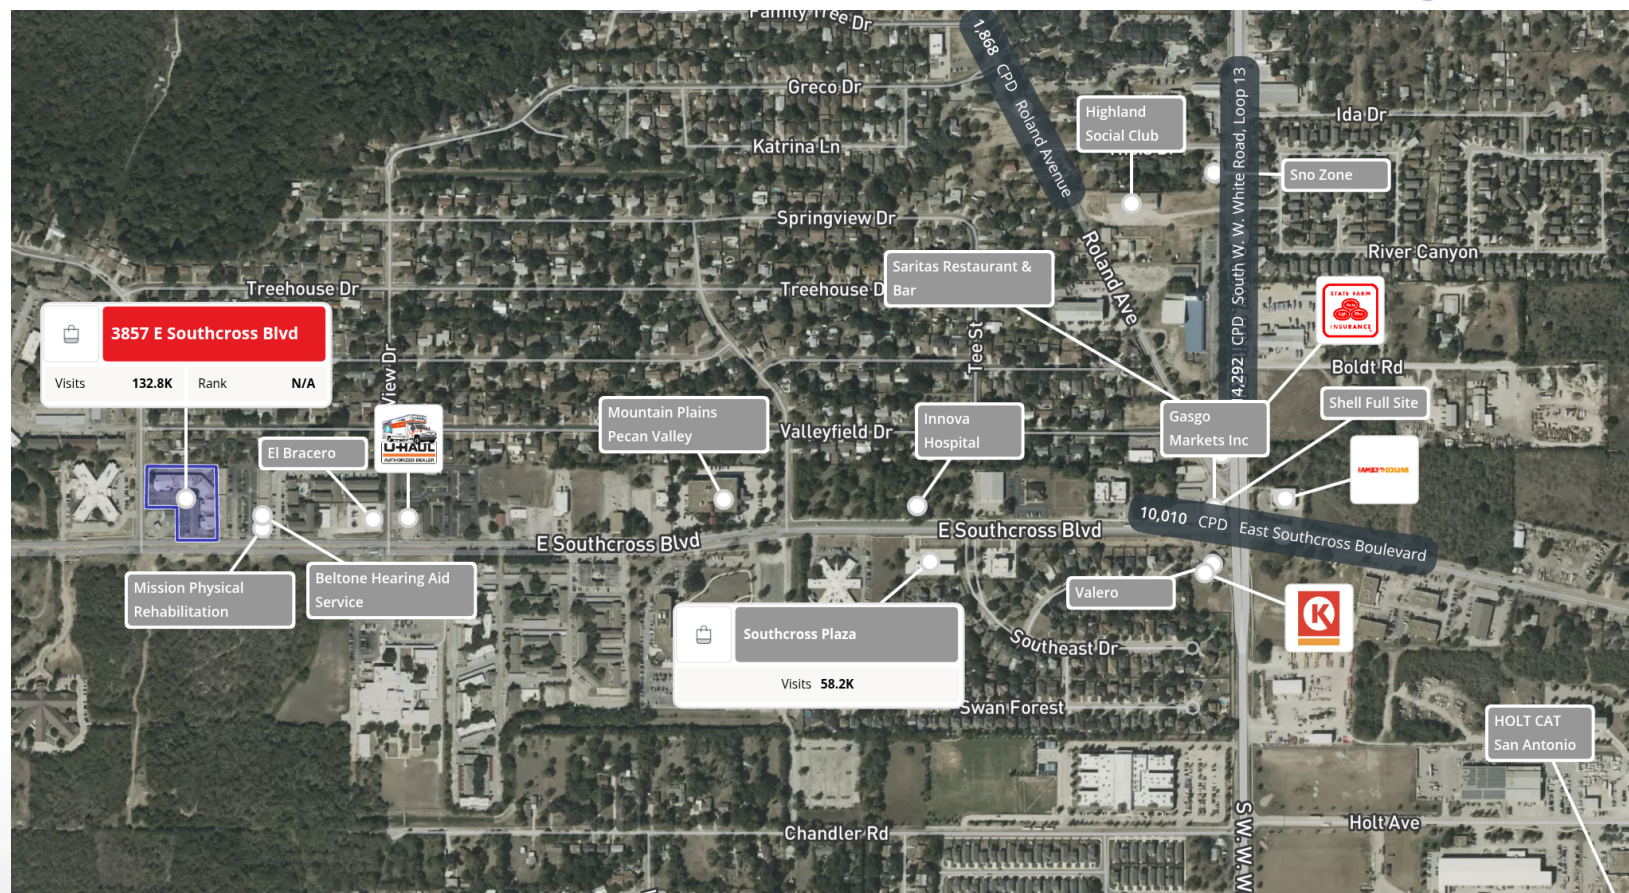 Family Tree Dr
1,868 CPD Roland Avenue
Greco Dr
Highland
Social Club
Ida Dr
Katrina Ln
14,292 CPD South W. W. White Road, Loop 13
Sno Zone
Springview Dr
River Canyon
Roland Ave
Saritas Restaurant &
Bar
Treehouse Dr
Treehouse D
STATE FARM
INSURANCE
3857 E Southcross Blvd
Visits 132.8K Rank N/A
View Dr
Tee St
Boldt Rd
Shell Full Site
U-HAUL
AUTHORIZED DEALER
Mountain Plains
Pecan Valley
Valleyfield Dr
Innova
Hospital
Gasgo
Markets Inc
El Bracero
FAMILY DOLLAR
10,010 CPD East Southcross Boulevard
E Southcross Blvd
E Southcross Blvd
Mission Physical
Rehabilitation
Beltone Hearing Aid
Service
Valero
K
Southcross Plaza
Visits 58.2K
Southeast Dr
Swan Forest
HOLT CAT
San Antonio
Chandler Rd
Holt Ave
S.W.W.W